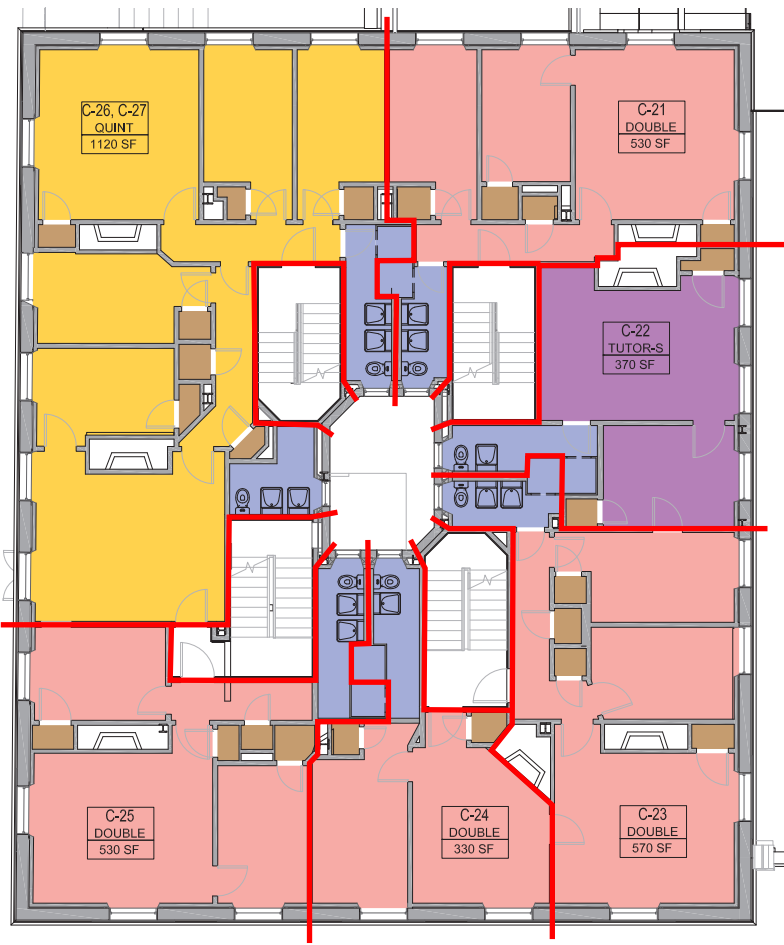 C-26, C-27
QUINT
1120 SF
C-21
DOUBLE
530 SF
C-22
TUTOR-S
370 SF
C-25
DOUBLE
530 SF
C-24
DOUBLE
330 SF
C-23
DOUBLE
570 SF